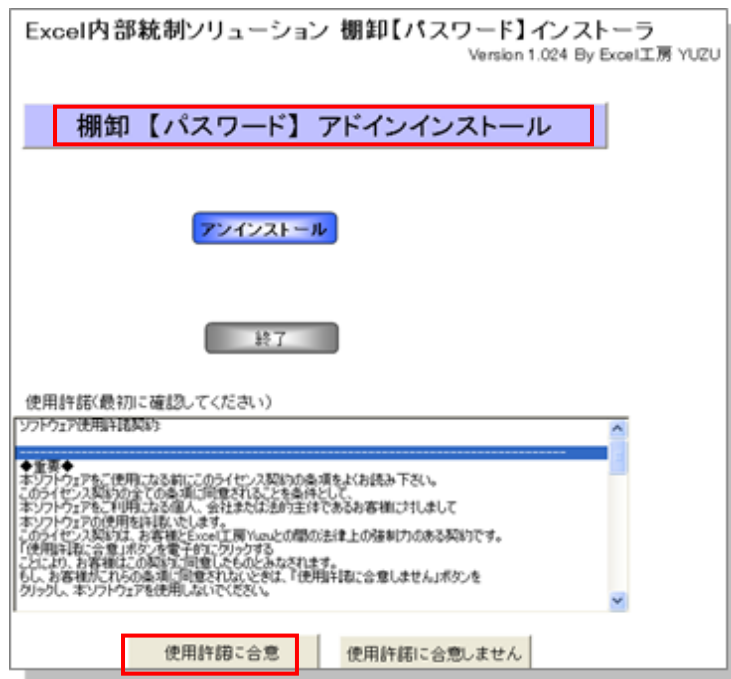 Excel内部統制ソリューション 棚卸【パスワード】インストーラ
Version 1.024 By Excel工房 YUZU
棚卸 【パスワード】 アドインインストール
アンインストール
終了
使用許諾(最初に確認してください)
ソフトウェア使用許諾契約:
◆重要◆
本ソフトウェアをご使用になる前にこのライセンス契約の条項をよくお読み下さい。
このライセンス契約の全ての条項に同意されることを条件として、
本ソフトウェアをご利用になる個人、会社または法的主体であるお客様に対しまして
本ソフトウェアの使用を許諾いたします。
このライセンス契約は、お客様とExcel工房Yuzuとの間の法律上の強制力のある契約です。
「使用許諾に合意」ボタンを電子的にクリックする
ことにより、お客様はこの契約に同意したものとみなされます。
もし、お客様がこれらの条項に同意されないときは、「使用許諾に合意しません」ボタンを
クリックし、本ソフトウェアを使用しないでください。
使用許諾に合意
使用許諾に合意しません